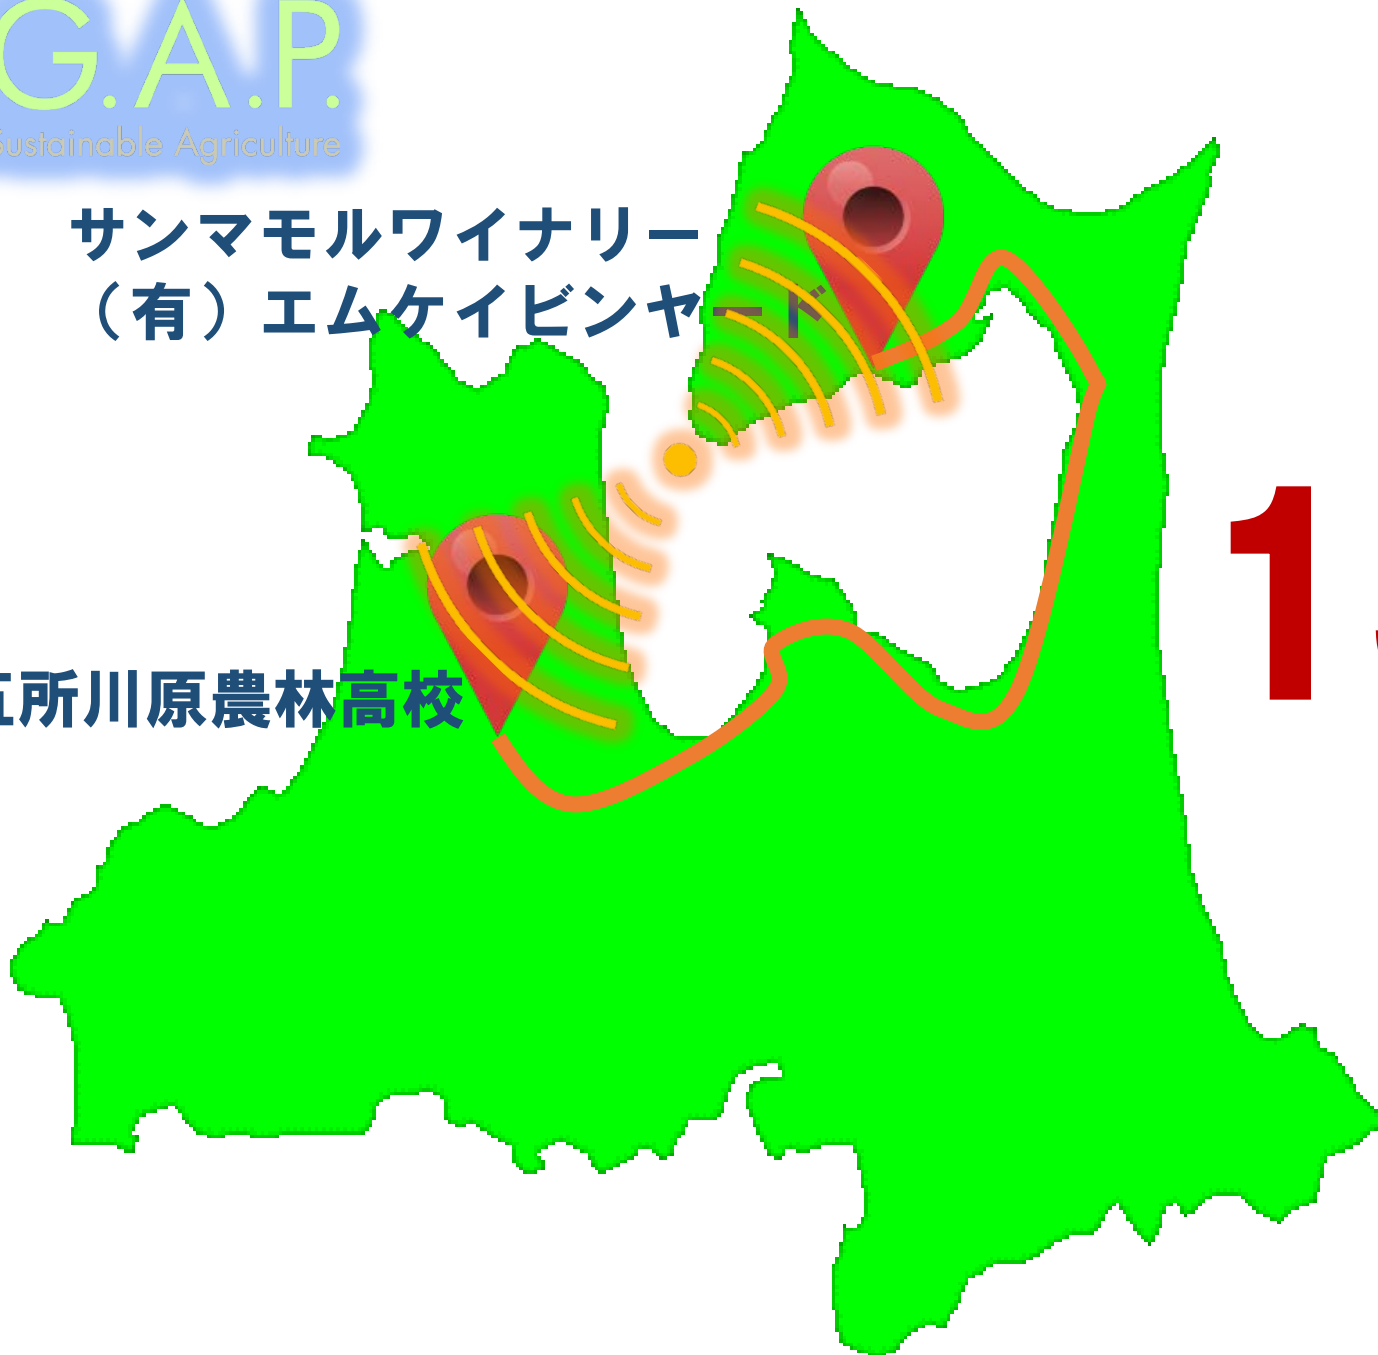 G.A.P.
Sustainable Agriculture
サンマモルワイナリー
（有）エムケイビンヤード
五所川原農林高校
1